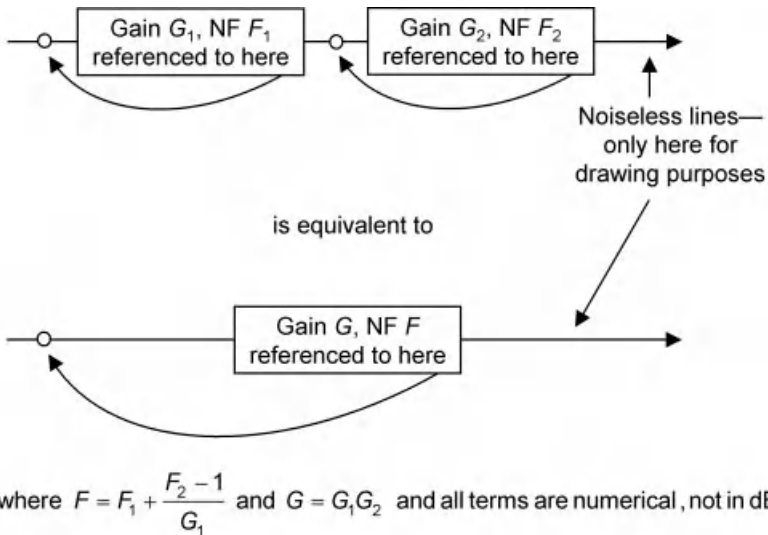 Gain G₁, NF F₁
referenced to here
Gain G₂, NF F₂
referenced to here
Noiseless lines—
only here for
drawing purposes
is equivalent to
Gain G, NF F
referenced to here
where F = F₁ + (F₂ − 1)/G₁ and G = G₁G₂ and all terms are numerical, not in dB